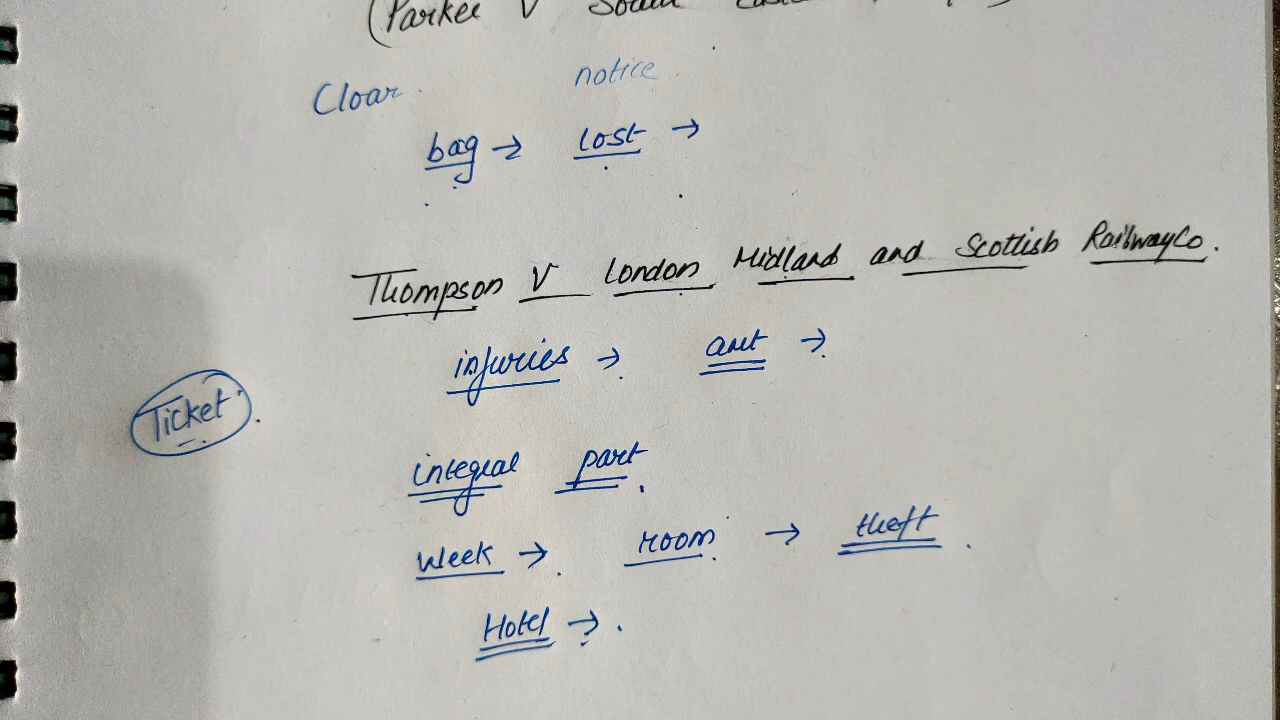 (Parker V South
Cloar notice
bag → lost →
Thompson V London Midland and Scottish RailwayCo.
injuries → aut →
Ticket.
integral part.
Week → room → theft.
Hotel → .